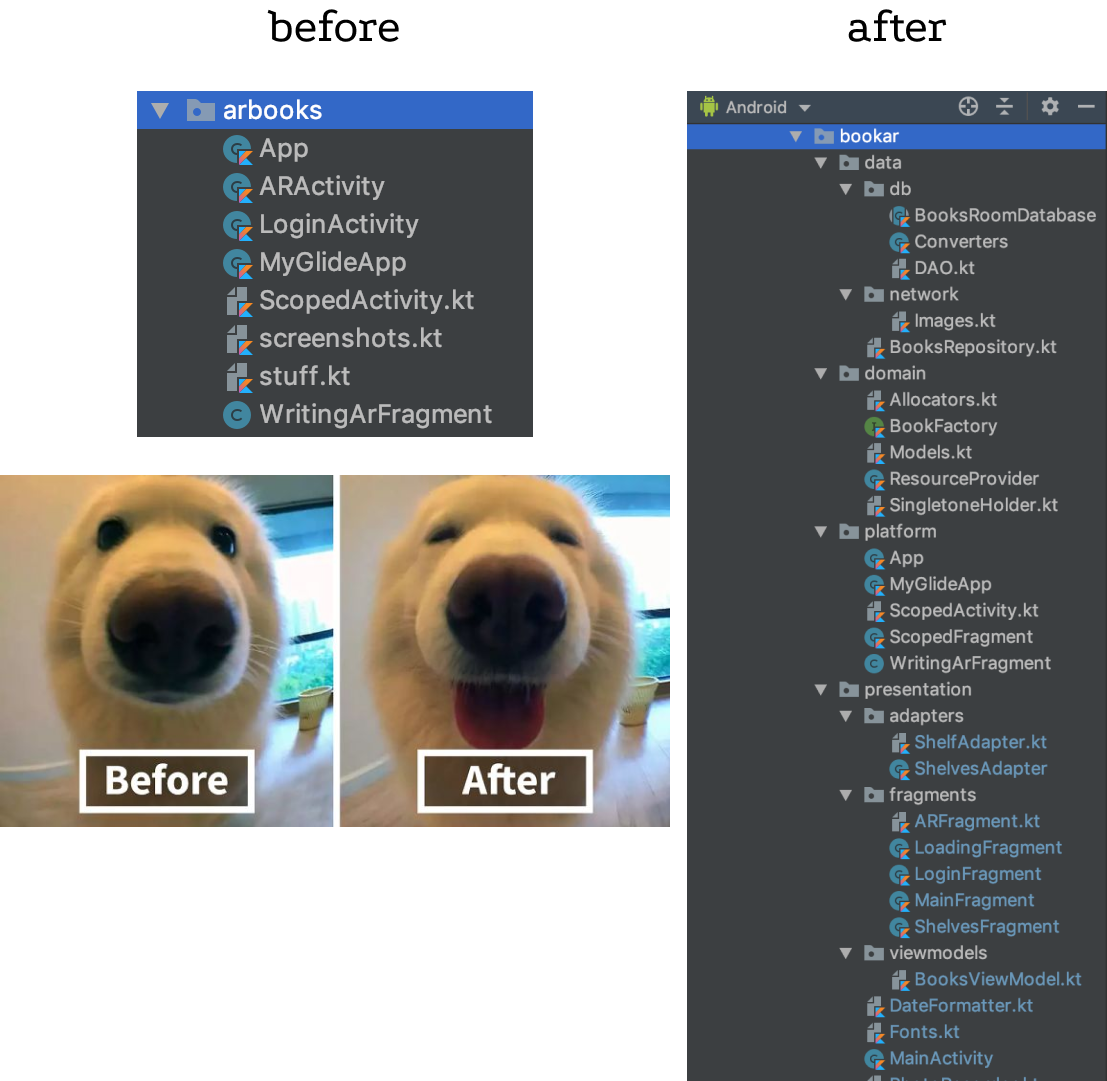 before
after
arbooks
App
ARActivity
LoginActivity
MyGlideApp
ScopedActivity.kt
screenshots.kt
stuff.kt
WritingArFragment
Before
After
Android
bookar
data
db
BooksRoomDatabase
Converters
DAO.kt
network
Images.kt
BooksRepository.kt
domain
Allocators.kt
BookFactory
Models.kt
ResourceProvider
SingletoneHolder.kt
platform
App
MyGlideApp
ScopedActivity.kt
ScopedFragment
WritingArFragment
presentation
adapters
ShelfAdapter.kt
ShelvesAdapter
fragments
ARFragment.kt
LoadingFragment
LoginFragment
MainFragment
ShelvesFragment
viewmodels
BooksViewModel.kt
DateFormatter.kt
Fonts.kt
MainActivity